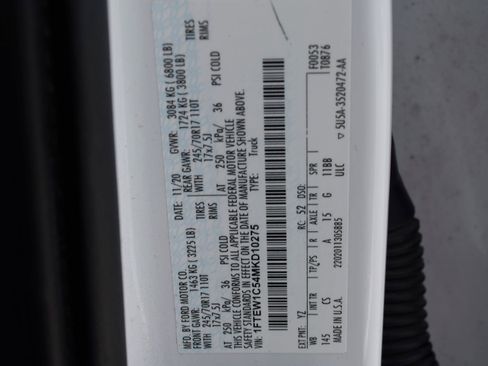 MFD. BY FORD MOTOR CO.
DATE: 11/20 GVWR: 3084 KG ( 6800 LB)
FRONT GAWR: 1463 KG ( 3225 LB) REAR GAWR: 1724 KG ( 3800 LB)
WITH 245/70R17 110T TIRES WITH 245/70R17 110T TIRES
17x7.5J RIMS 17x7.5J RIMS
AT 250 kPa/ 36 PSI COLD AT 250 kPa/ 36 PSI COLD
THIS VEHICLE CONFORMS TO ALL APPLICABLE FEDERAL MOTOR VEHICLE
SAFETY STANDARDS IN EFFECT ON THE DATE OF MANUFACTURE SHOWN ABOVE.
VIN: 1FTEW1C54MKD10275 TYPE: Truck
F0053
T0876
EXT PNT: YZ RC: 52 DSO:
WB INT TR TP/PS R AXLE TR SPR
145 CS A 15 G 11BB
ULC
2202011305885
MADE IN U.S.A. ▽ 5U5A-3520472-AA